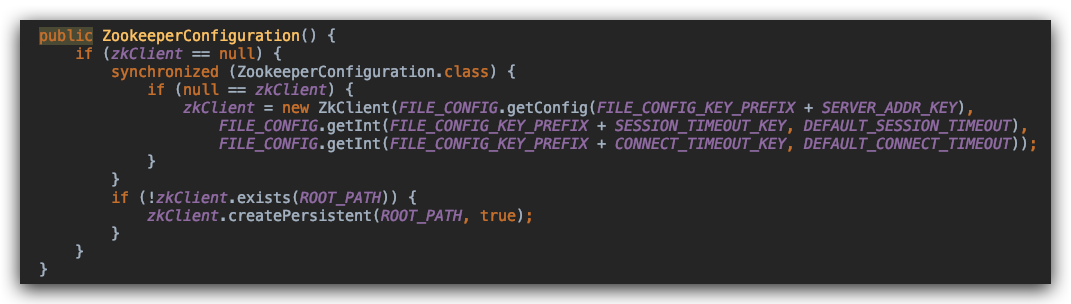 public ZookeeperConfiguration() {
    if (zkClient == null) {
        synchronized (ZookeeperConfiguration.class) {
            if (null == zkClient) {
                zkClient = new ZkClient(FILE_CONFIG.getConfig(FILE_CONFIG_KEY_PREFIX + SERVER_ADDR_KEY),
                    FILE_CONFIG.getInt(FILE_CONFIG_KEY_PREFIX + SESSION_TIMEOUT_KEY, DEFAULT_SESSION_TIMEOUT),
                    FILE_CONFIG.getInt(FILE_CONFIG_KEY_PREFIX + CONNECT_TIMEOUT_KEY, DEFAULT_CONNECT_TIMEOUT));
            }
        }
        if (!zkClient.exists(ROOT_PATH)) {
            zkClient.createPersistent(ROOT_PATH, true);
        }
    }
}